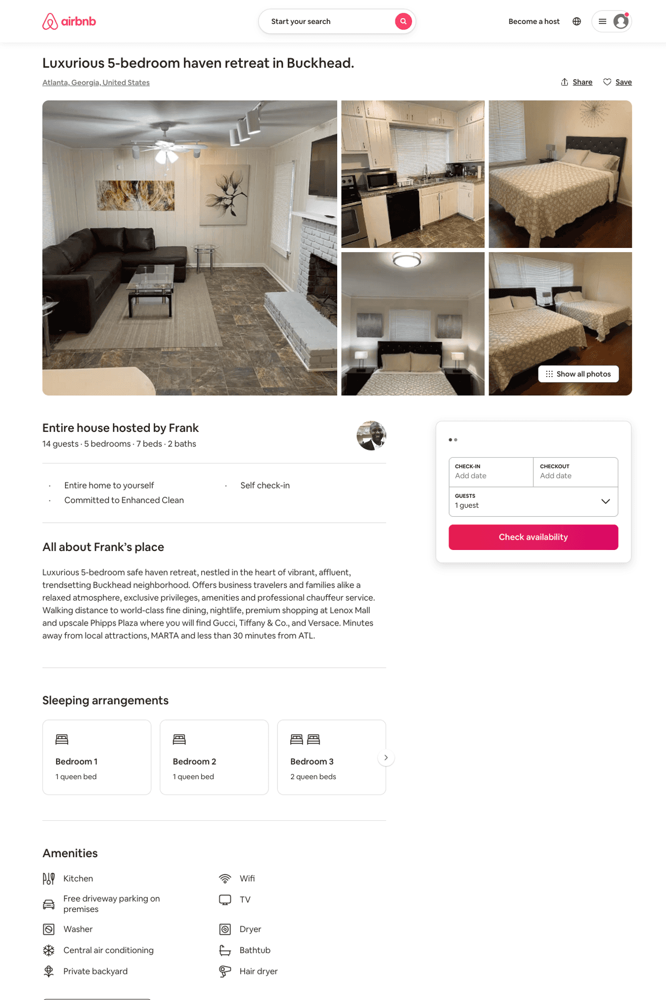 airbnb
Start your search
Become a host
Luxurious 5-bedroom haven retreat in Buckhead.
Atlanta, Georgia, United States
Share
Save
Show all photos
Entire house hosted by Frank
14 guests · 5 bedrooms · 7 beds · 2 baths
· Entire home to yourself
· Self check-in
· Committed to Enhanced Clean
CHECK-IN
Add date
CHECKOUT
Add date
GUESTS
1 guest
Check availability
All about Frank’s place
Luxurious 5-bedroom safe haven retreat, nestled in the heart of vibrant, affluent,
trendsetting Buckhead neighborhood. Offers business travelers and families alike a
relaxed atmosphere, exclusive privileges, amenities and professional chauffeur service.
Walking distance to world-class fine dining, nightlife, premium shopping at Lenox Mall
and upscale Phipps Plaza where you will find Gucci, Tiffany & Co., and Versace. Minutes
away from local attractions, MARTA and less than 30 minutes from ATL.
Sleeping arrangements
Bedroom 1
1 queen bed
Bedroom 2
1 queen bed
Bedroom 3
2 queen beds
Amenities
Kitchen
Wifi
Free driveway parking on
premises
TV
Washer
Dryer
Central air conditioning
Bathtub
Private backyard
Hair dryer